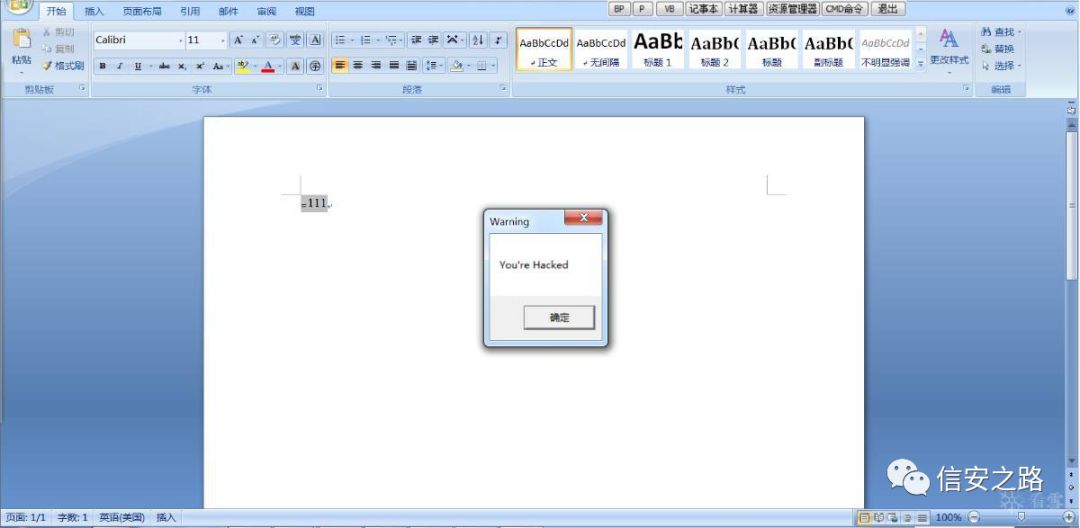 开始 插入 页面布局 引用 邮件 审阅 视图 BP P VB 记事本 计算器 资源管理器 CMD命令 退出
粘贴 剪切 复制 格式刷
Calibri 11
AaBbCcDd AaBbCcDd AaBb AaBb( AaBb( AaBb( AaBbCcDd
正文 无间隔 标题 1 标题 2 标题 副标题 不明显强调
更改样式
查找 替换 选择
剪贴板 字体 段落 样式 编辑
=111
Warning
You're Hacked
确定
信安之路
看雪
页面: 1/1 字数: 1 英语(美国) 插入 100%